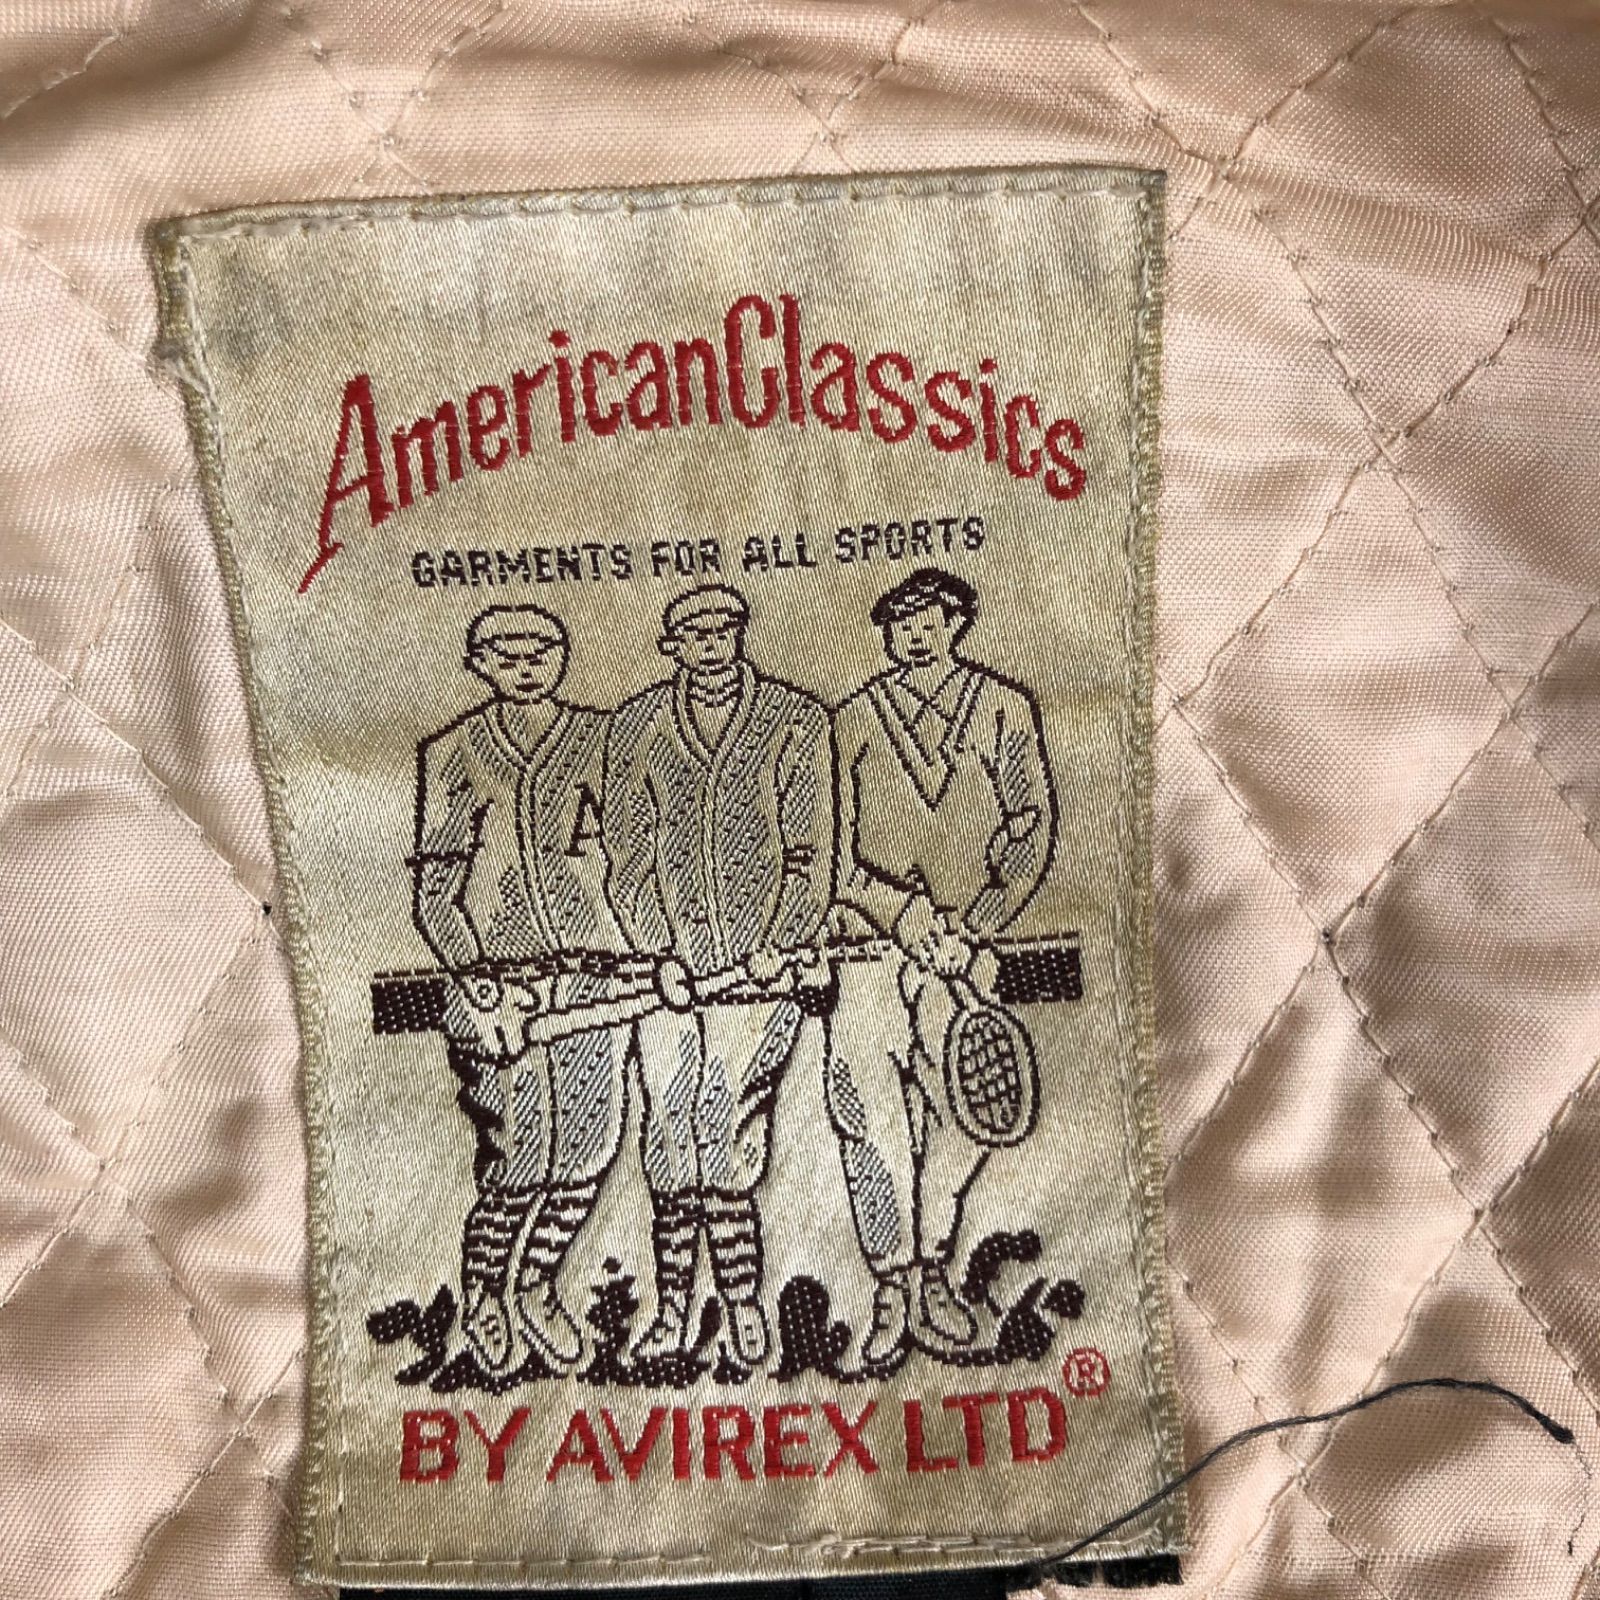 AmericanClassics
GARMENTS FOR ALL SPORTS
A
BY AVIREX LTD®